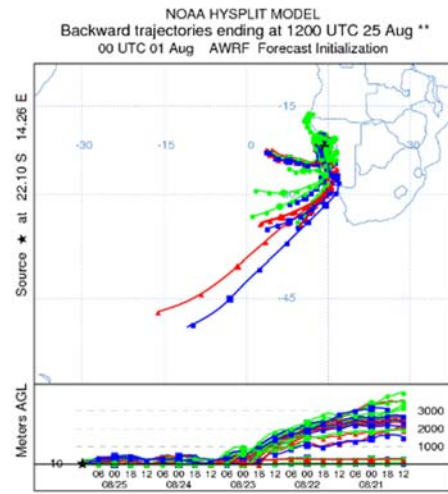 NOAA HYSPLIT MODEL
Backward trajectories ending at 1200 UTC 25 Aug **
00 UTC 01 Aug AWRF Forecast Initialization
Source ★ at 22.10 S 14.26 E
-15
-30
-15
0
30
-30
-45
Meters AGL
10
3000
2000
1000
06 00 18 12 06 00 18 12 06 00 18 12 06 00 18 12 06 00 18 12
08/25 08/24 08/23 08/22 08/21